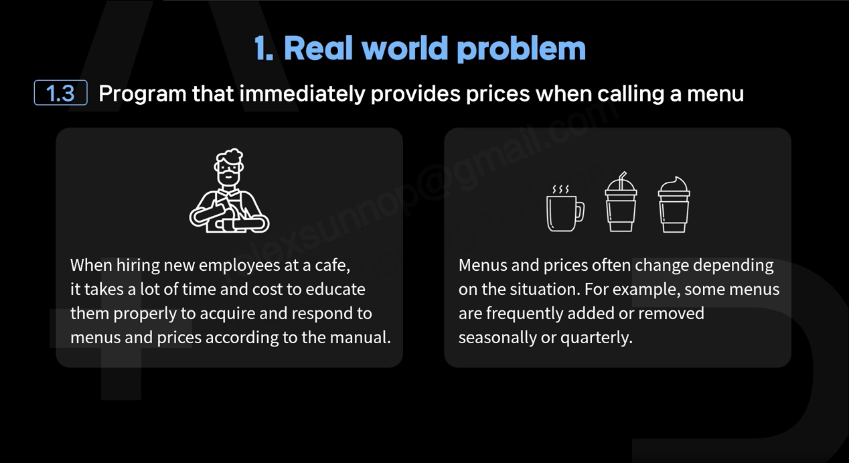 1. Real world problem
1.3 Program that immediately provides prices when calling a menu
When hiring new employees at a cafe,
it takes a lot of time and cost to educate
them properly to acquire and respond to
menus and prices according to the manual.
Menus and prices often change depending
on the situation. For example, some menus
are frequently added or removed
seasonally or quarterly.